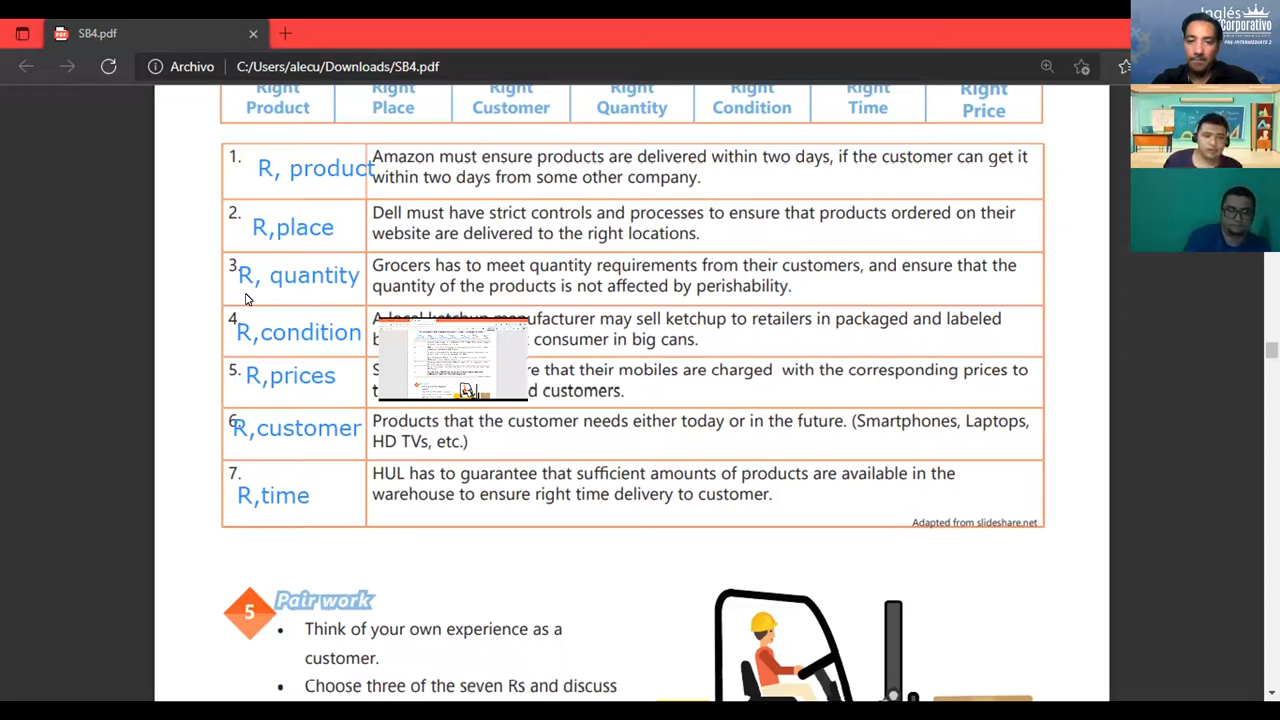 SB4.pdf
Archivo
C:/Users/alecu/Downloads/SB4.pdf
Inglés
Corporativo
PRE-INTERMEDIATE 2
Right Right Right Right Right Right Right
Product Place Customer Quantity Condition Time Price
1. R, product Amazon must ensure products are delivered within two days, if the customer can get it
within two days from some other company.
2. R,place Dell must have strict controls and processes to ensure that products ordered on their
website are delivered to the right locations.
3. R, quantity Grocers has to meet quantity requirements from their customers, and ensure that the
quantity of the products is not affected by perishability.
4. R,condition A local ketchup manufacturer may sell ketchup to retailers in packaged and labeled
consumer in big cans.
5. R,prices that their mobiles are charged with the corresponding prices to
customers.
6. R,customer Products that the customer needs either today or in the future. (Smartphones, Laptops,
HD TVs, etc.)
7. R,time HUL has to guarantee that sufficient amounts of products are available in the
warehouse to ensure right time delivery to customer.
Adapted from slideshare.net
5 Pair work
• Think of your own experience as a
customer.
• Choose three of the seven Rs and discuss